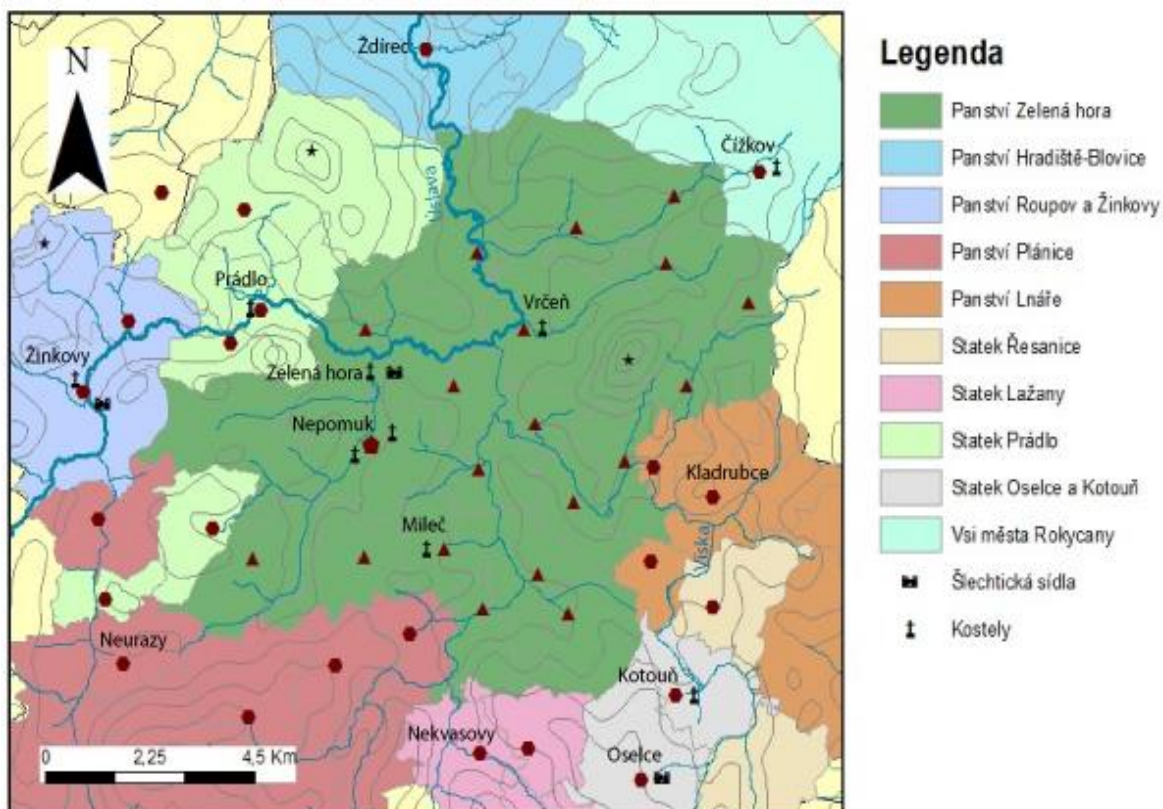 N
Ždírec
Čížkov
Úslava
Prádlo
Vrčeň
Žinkovy
Zelená hora
Nepomuk
Kladrubce
Mileč
Víska
Neurazy
Kotouň
Nekvasovy
Oselce
0 2,25 4,5 Km
Legenda
Panství Zelená hora
Panství Hradiště-Blovice
Panství Roupov a Žinkovy
Panství Plánice
Panství Lnáře
Statek Řesanice
Statek Lažany
Statek Prádlo
Statek Oselce a Kotouň
Vsi města Rokycany
Šlechtická sídla
Kostely